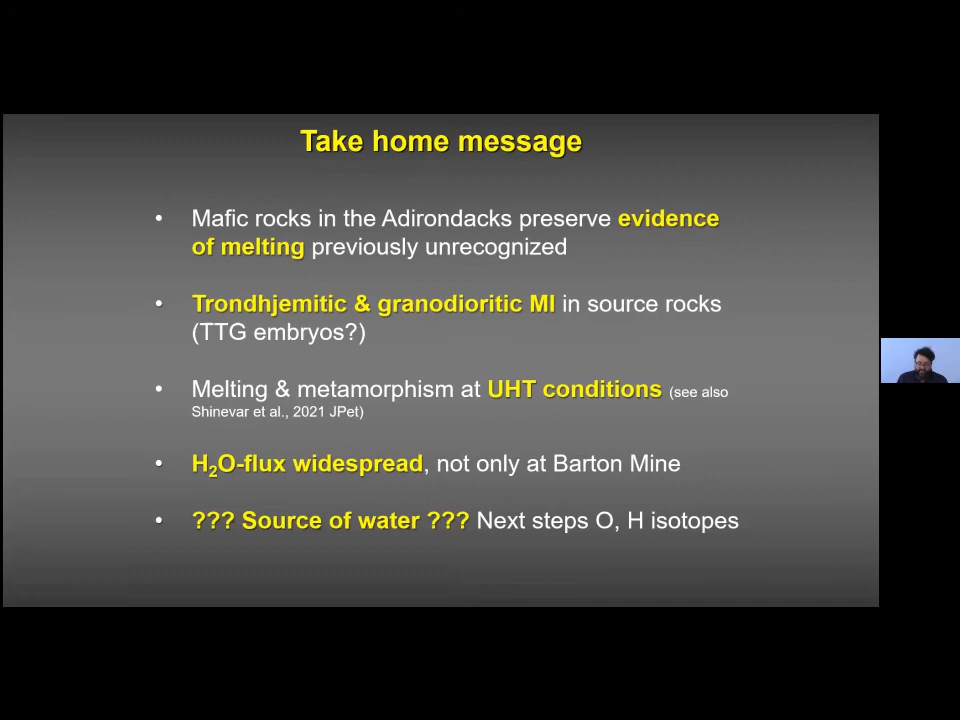 Take home message
• Mafic rocks in the Adirondacks preserve evidence
of melting previously unrecognized
• Trondhjemitic & granodioritic MI in source rocks
(TTG embryos?)
• Melting & metamorphism at UHT conditions (see also
Shinevar et al., 2021 JPet)
• H₂O-flux widespread, not only at Barton Mine
• ??? Source of water ??? Next steps O, H isotopes